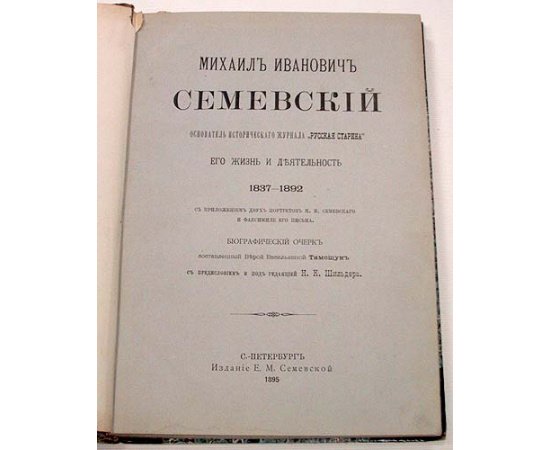 МИХАИЛЪ ИВАНОВИЧЪ
СЕМЕВСКІЙ
ОСНОВАТЕЛЬ ИСТОРИЧЕСКАГО ЖУРНАЛА „РУССКАЯ СТАРИНА“
ЕГО ЖИЗНЬ И ДѢЯТЕЛЬНОСТЬ
1837—1892
СЪ ПРИЛОЖЕНІЕМЪ ДВУХЪ ПОРТРЕТОВЪ М. И. СЕМЕВСКАГО
И ФАКСИМИЛЕ ЕГО ПИСЬМА.
БІОГРАФИЧЕСКІЙ ОЧЕРКЪ
составленный Вѣрой Васильевной Тимощукъ
съ предисловіемъ и подъ редакціей Н. К. Шильдера.
С.-ПЕТЕРБУРГЪ
Изданіе Е. М. Семевской
1895